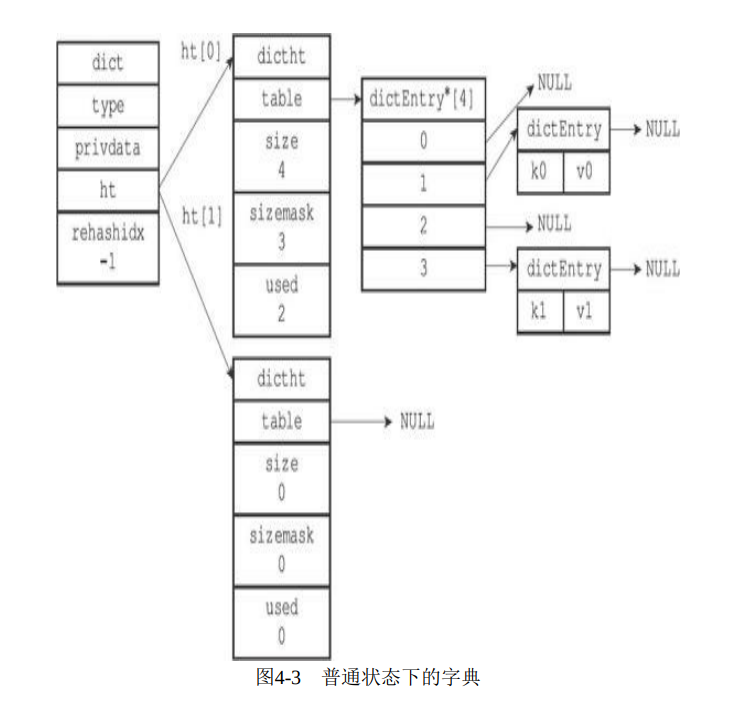 dict
type
privdata
ht
rehashidx
-1
ht[0]
ht[1]
dictht
table
size
4
sizemask
3
used
2
dictEntry*[4]
0
1
2
3
NULL
dictEntry
NULL
k0 v0
NULL
dictEntry
NULL
k1 v1
dictht
table
NULL
size
0
sizemask
0
used
0
图4-3 普通状态下的字典